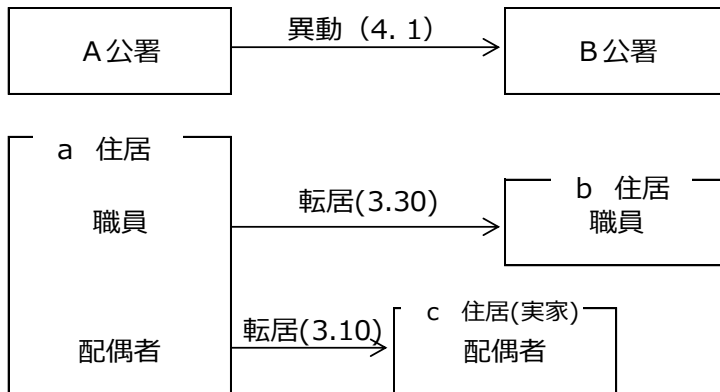 異動（4. 1）
A公署
B公署
a 住居
b 住居
職員
転居(3.30)
職員
c 住居(実家)
転居(3.10)
配偶者
配偶者